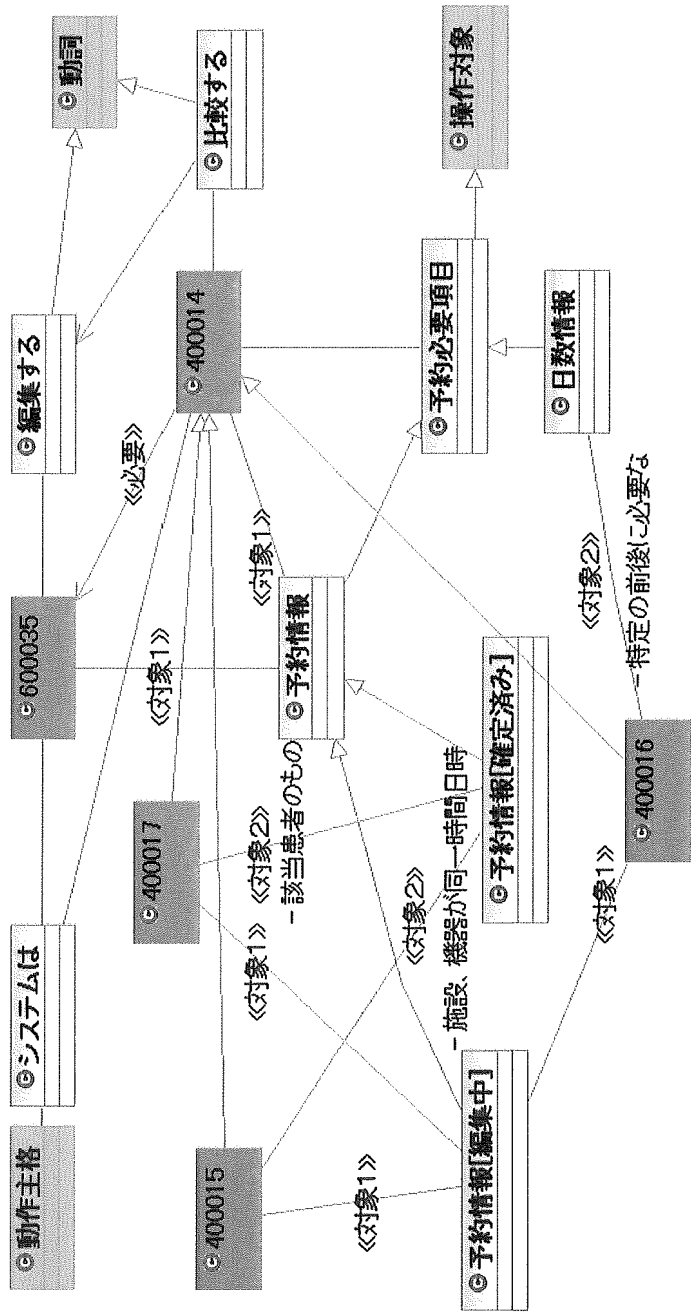 ©動作主格
©システムは
©600035
©編集する
©動詞
©400015
©400017
©400014
©比較する
《必要》
《対象1》
《対象1》
《対象2》
《対象1》
- 該当患者のもの
©予約情報
《対象1》
《対象2》
- 施設、機器が同一時間日時
©予約情報[編集中]
©予約情報[確定済み]
©予約必要項目
©操作対象
《対象1》
©400016
《対象2》
- 特定の前後に必要な
©日数情報